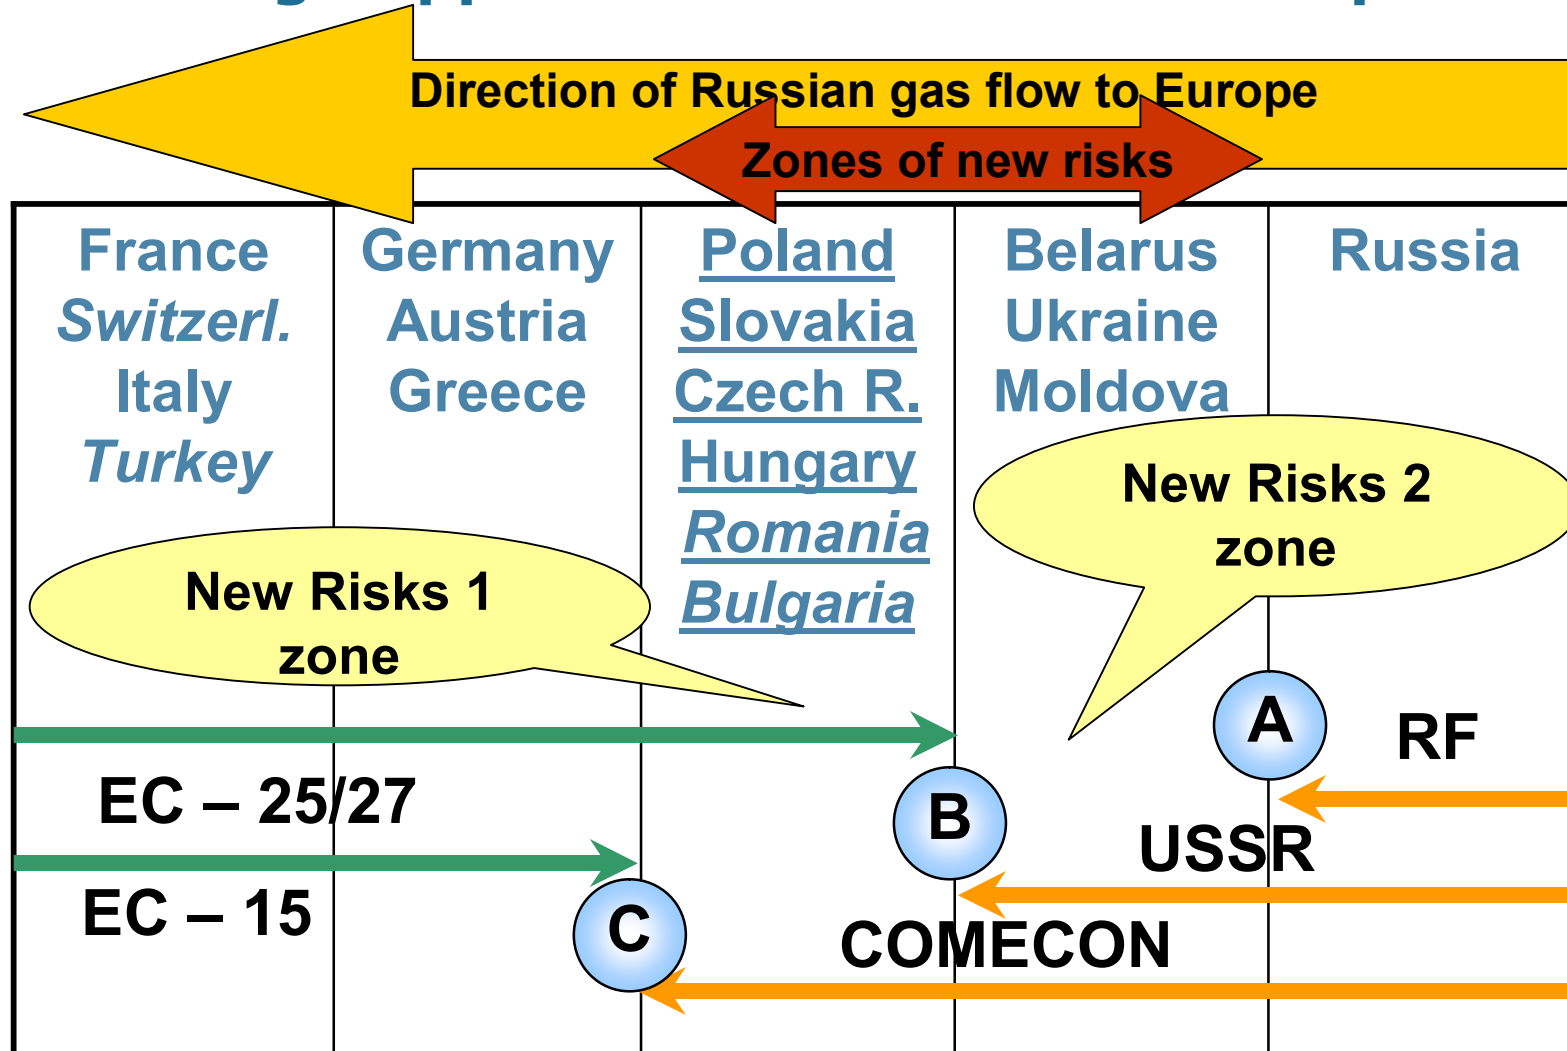 Direction of Russian gas flow to Europe
Zones of new risks
France
Switzerl.
Italy
Turkey
Germany
Austria
Greece
Poland
Slovakia
Czech R.
Hungary
Romania
Bulgaria
Belarus
Ukraine
Moldova
Russia
New Risks 1
zone
New Risks 2
zone
A
RF
B
EC – 25/27
USSR
EC – 15
C
COMECON